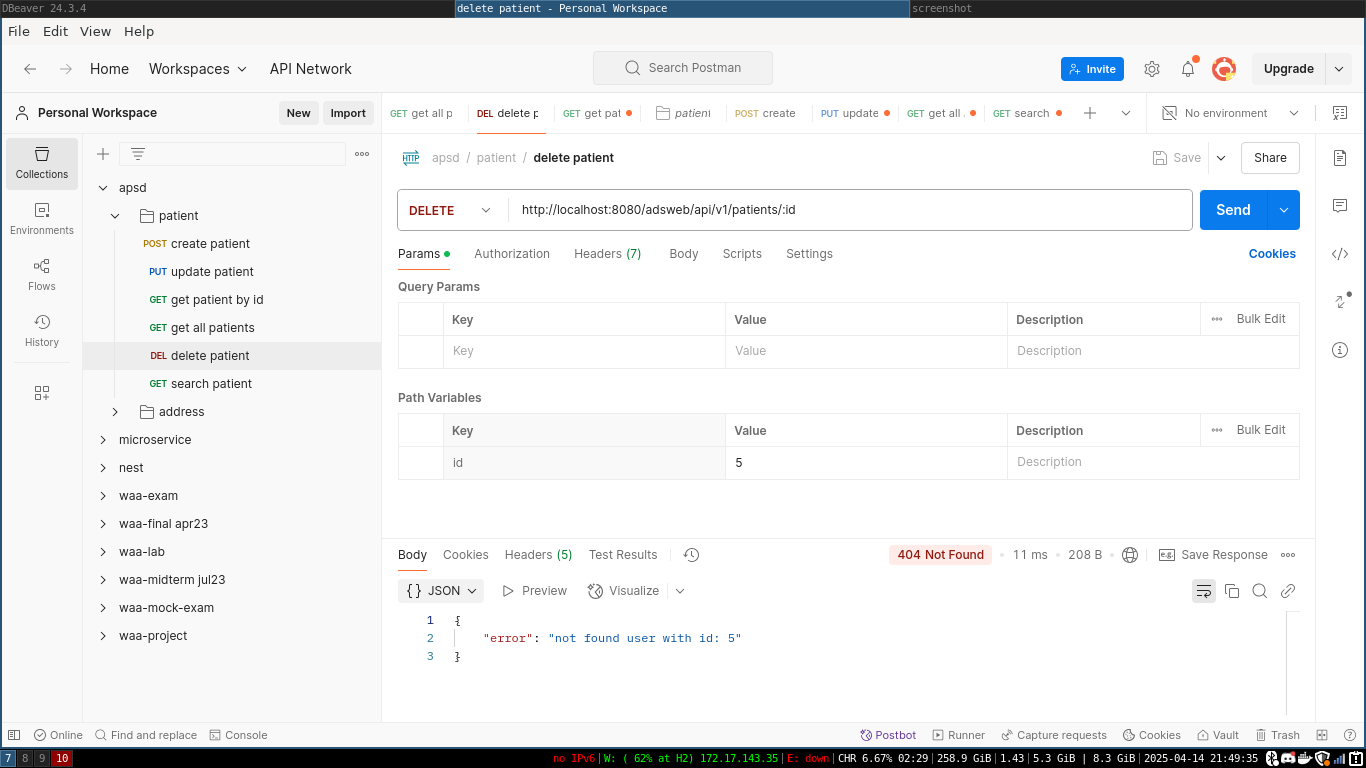 DBeaver 24.3.4
delete patient - Personal Workspace
screenshot
File Edit View Help
Home Workspaces API Network
Search Postman
Invite
Upgrade
Personal Workspace
New
Import
GET get all p
DEL delete p
GET get pat
patient
POST create
PUT update
GET get all
GET search
No environment
Collections
Environments
Flows
History
apsd
patient
POST create patient
PUT update patient
GET get patient by id
GET get all patients
DEL delete patient
GET search patient
address
microservice
nest
waa-exam
waa-final apr23
waa-lab
waa-midterm jul23
waa-mock-exam
waa-project
HTTP apsd / patient / delete patient
Save
Share
DELETE http://localhost:8080/adsweb/api/v1/patients/:id
Send
Params Authorization Headers (7) Body Scripts Settings
Cookies
Query Params
Key Value Description Bulk Edit
Key Value Description
Path Variables
Key Value Description Bulk Edit
id 5 Description
Body Cookies Headers (5) Test Results
404 Not Found • 11 ms • 208 B
e.g. Save Response
{ } JSON Preview Visualize
1 {
2 "error": "not found user with id: 5"
3 }
Online Find and replace Console
Postbot Runner Capture requests Cookies Vault Trash
7 8 9 10
no IPv6|W: ( 62% at H2) 172.17.143.35|E: down|CHR 6.67% 02:29|258.9 GiB|1.43|5.3 GiB | 8.3 GiB|2025-04-14 21:49:35